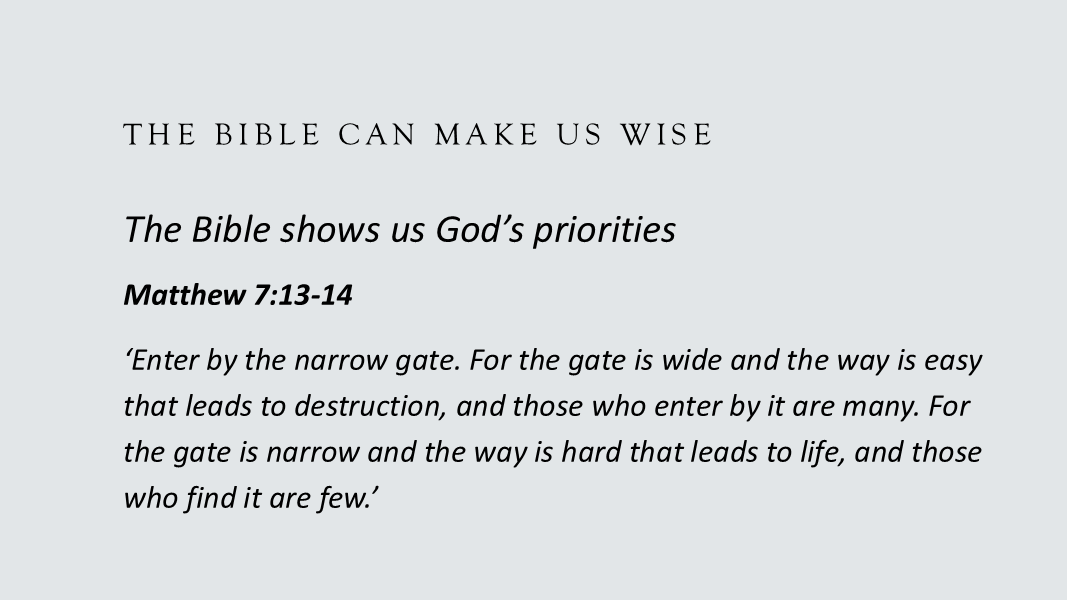 THE BIBLE CAN MAKE US WISE
The Bible shows us God’s priorities
Matthew 7:13-14
‘Enter by the narrow gate. For the gate is wide and the way is easy
that leads to destruction, and those who enter by it are many. For
the gate is narrow and the way is hard that leads to life, and those
who find it are few.’